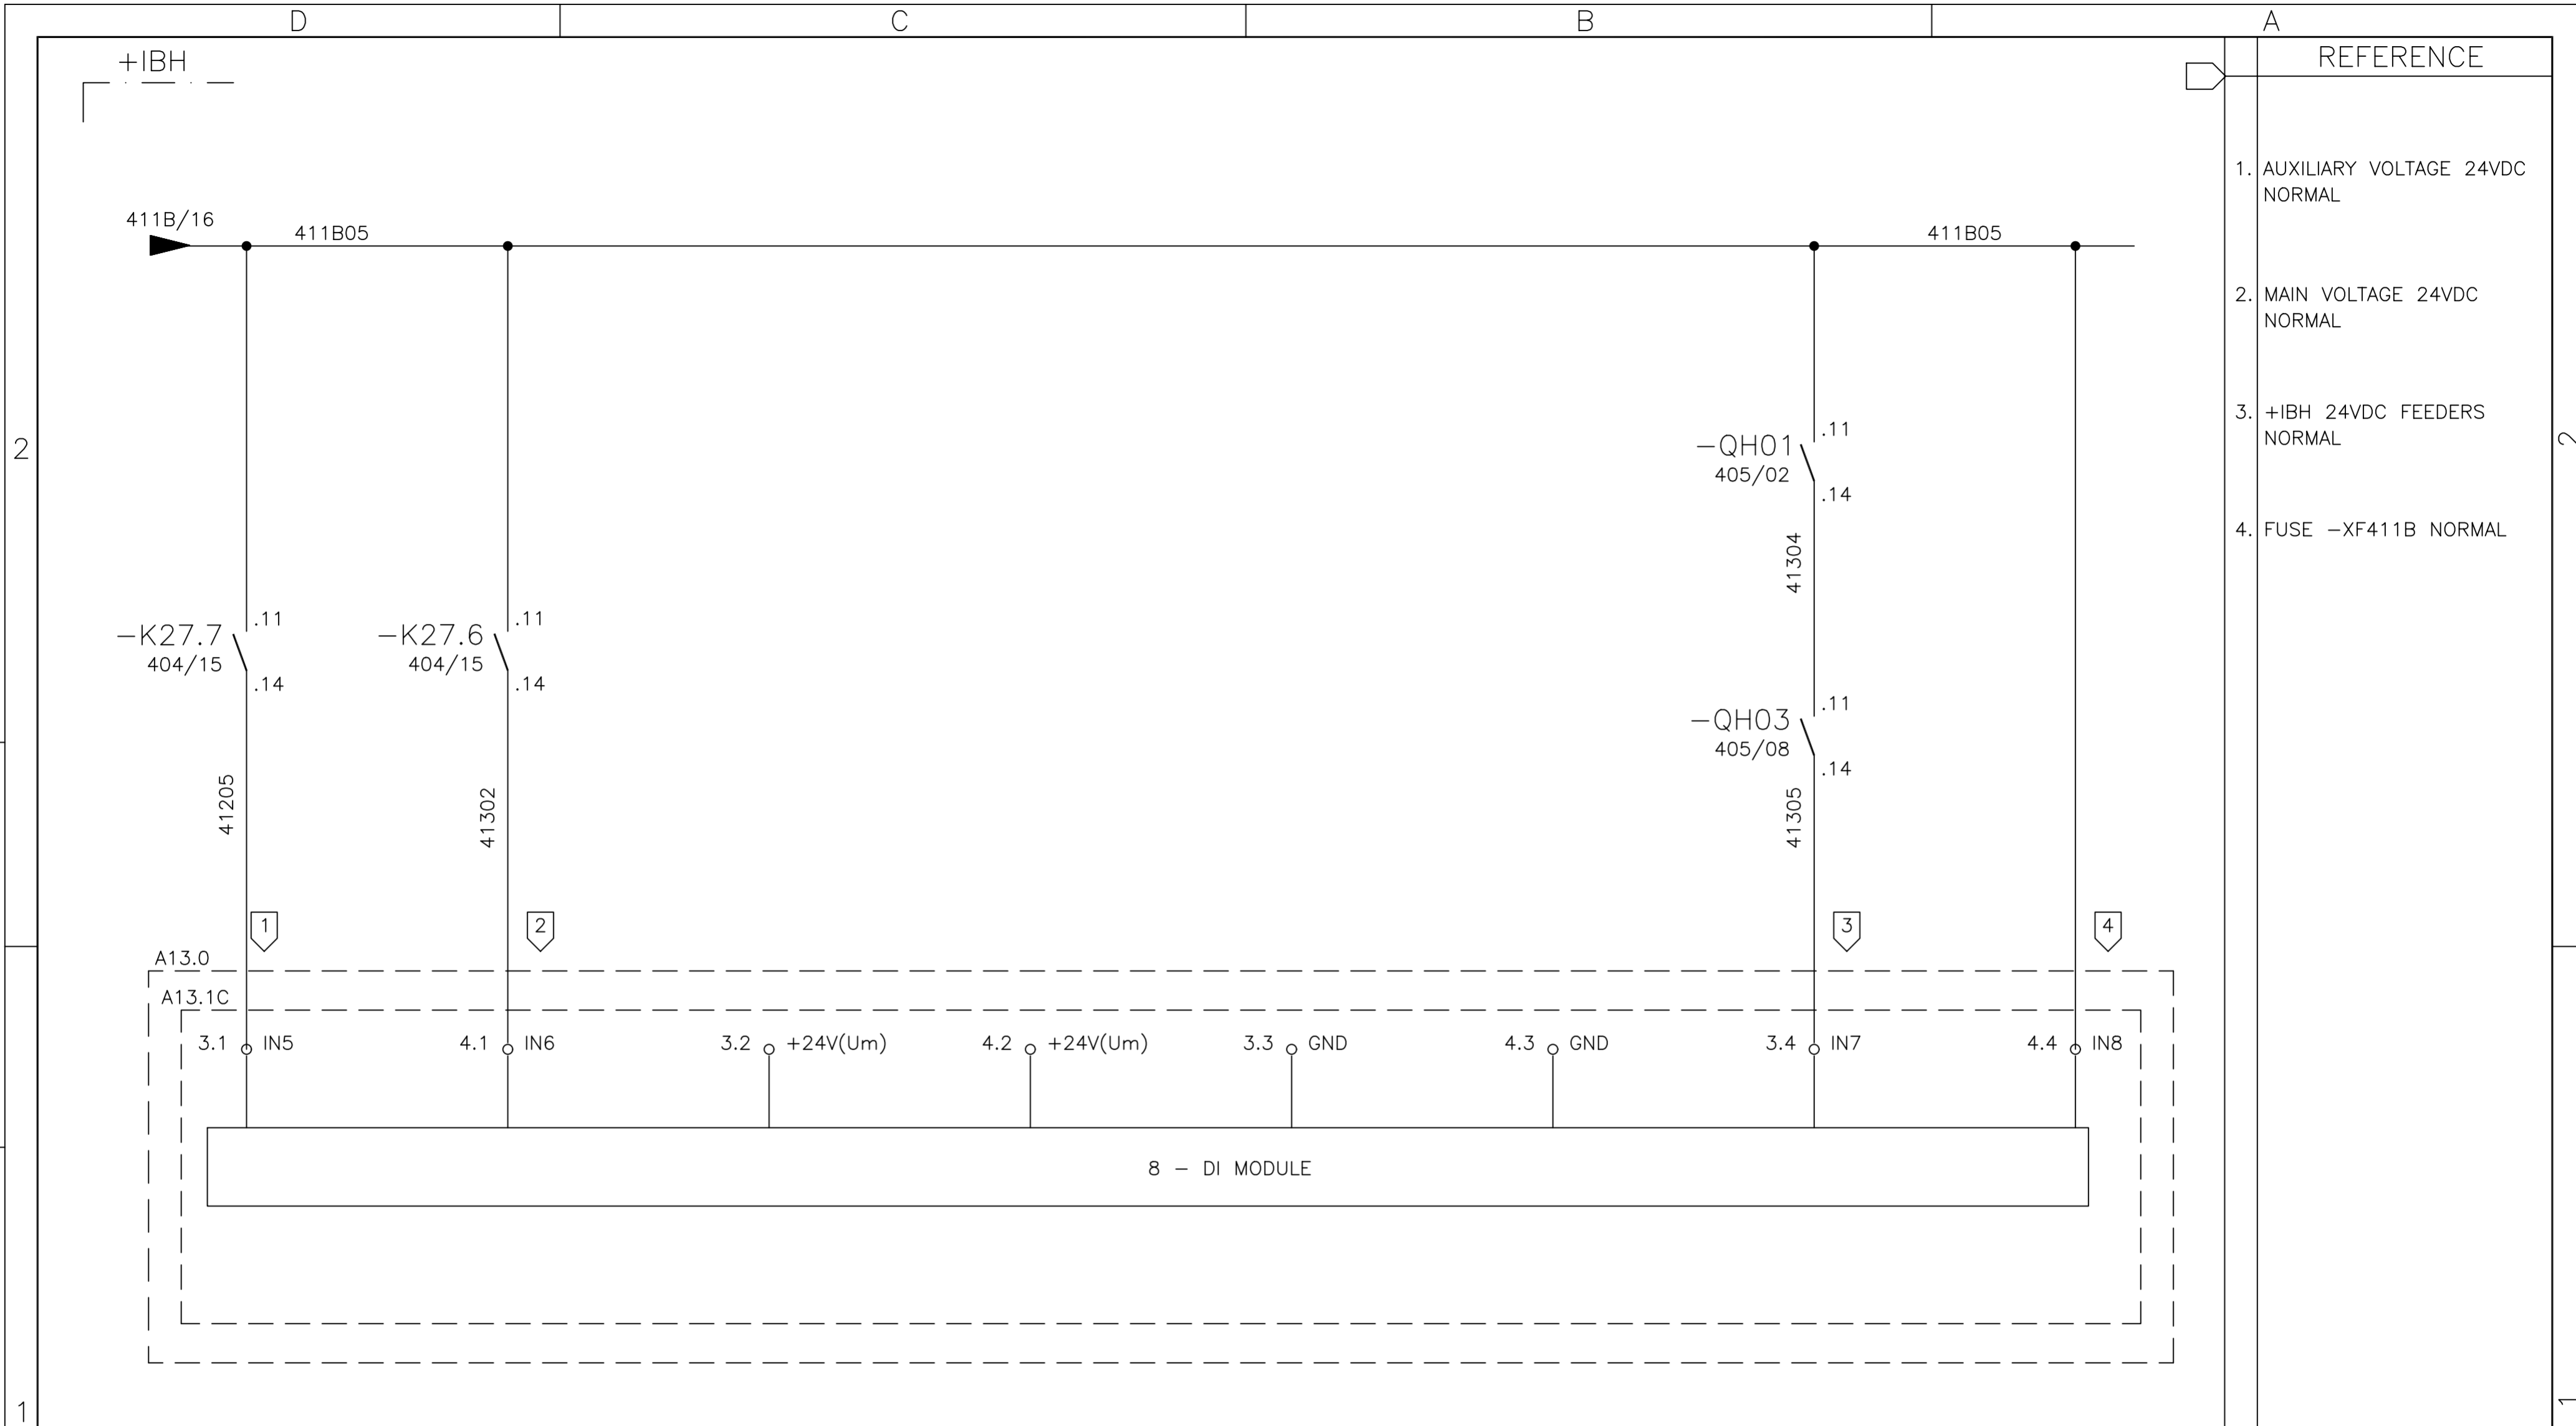 D
C
B
A
+IBH
REFERENCE
1. AUXILIARY VOLTAGE 24VDC
NORMAL
411B/16
411B05
411B05
2. MAIN VOLTAGE 24VDC
NORMAL
3. +IBH 24VDC FEEDERS
NORMAL
2
2
.11
-QH01
405/02
.14
4. FUSE -XF411B NORMAL
41304
.11
-K27.7
404/15
.14
.11
-K27.6
404/15
.14
.11
-QH03
405/08
.14
41205
41302
41305
1
2
3
4
A13.0
A13.1C
3.1 IN5
4.1 IN6
3.2 +24V(Um)
4.2 +24V(Um)
3.3 GND
4.3 GND
3.4 IN7
4.4 IN8
8 - DI MODULE
1
1